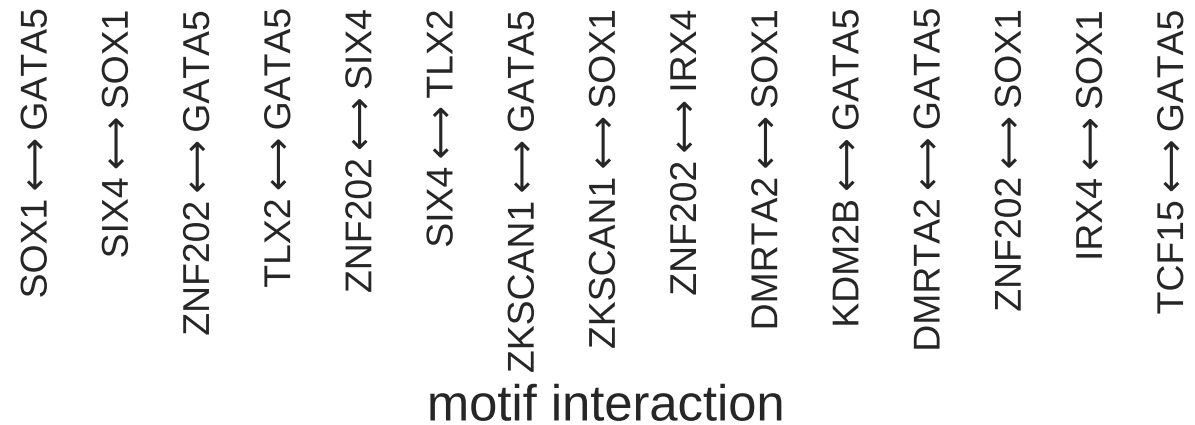 SOX1 ⟷ GATA5
SIX4 ⟷ SOX1
ZNF202 ⟷ GATA5
TLX2 ⟷ GATA5
ZNF202 ⟷ SIX4
SIX4 ⟷ TLX2
ZKSCAN1 ⟷ GATA5
ZKSCAN1 ⟷ SOX1
ZNF202 ⟷ IRX4
DMRTA2 ⟷ SOX1
KDM2B ⟷ GATA5
DMRTA2 ⟷ GATA5
ZNF202 ⟷ SOX1
IRX4 ⟷ SOX1
TCF15 ⟷ GATA5
motif interaction